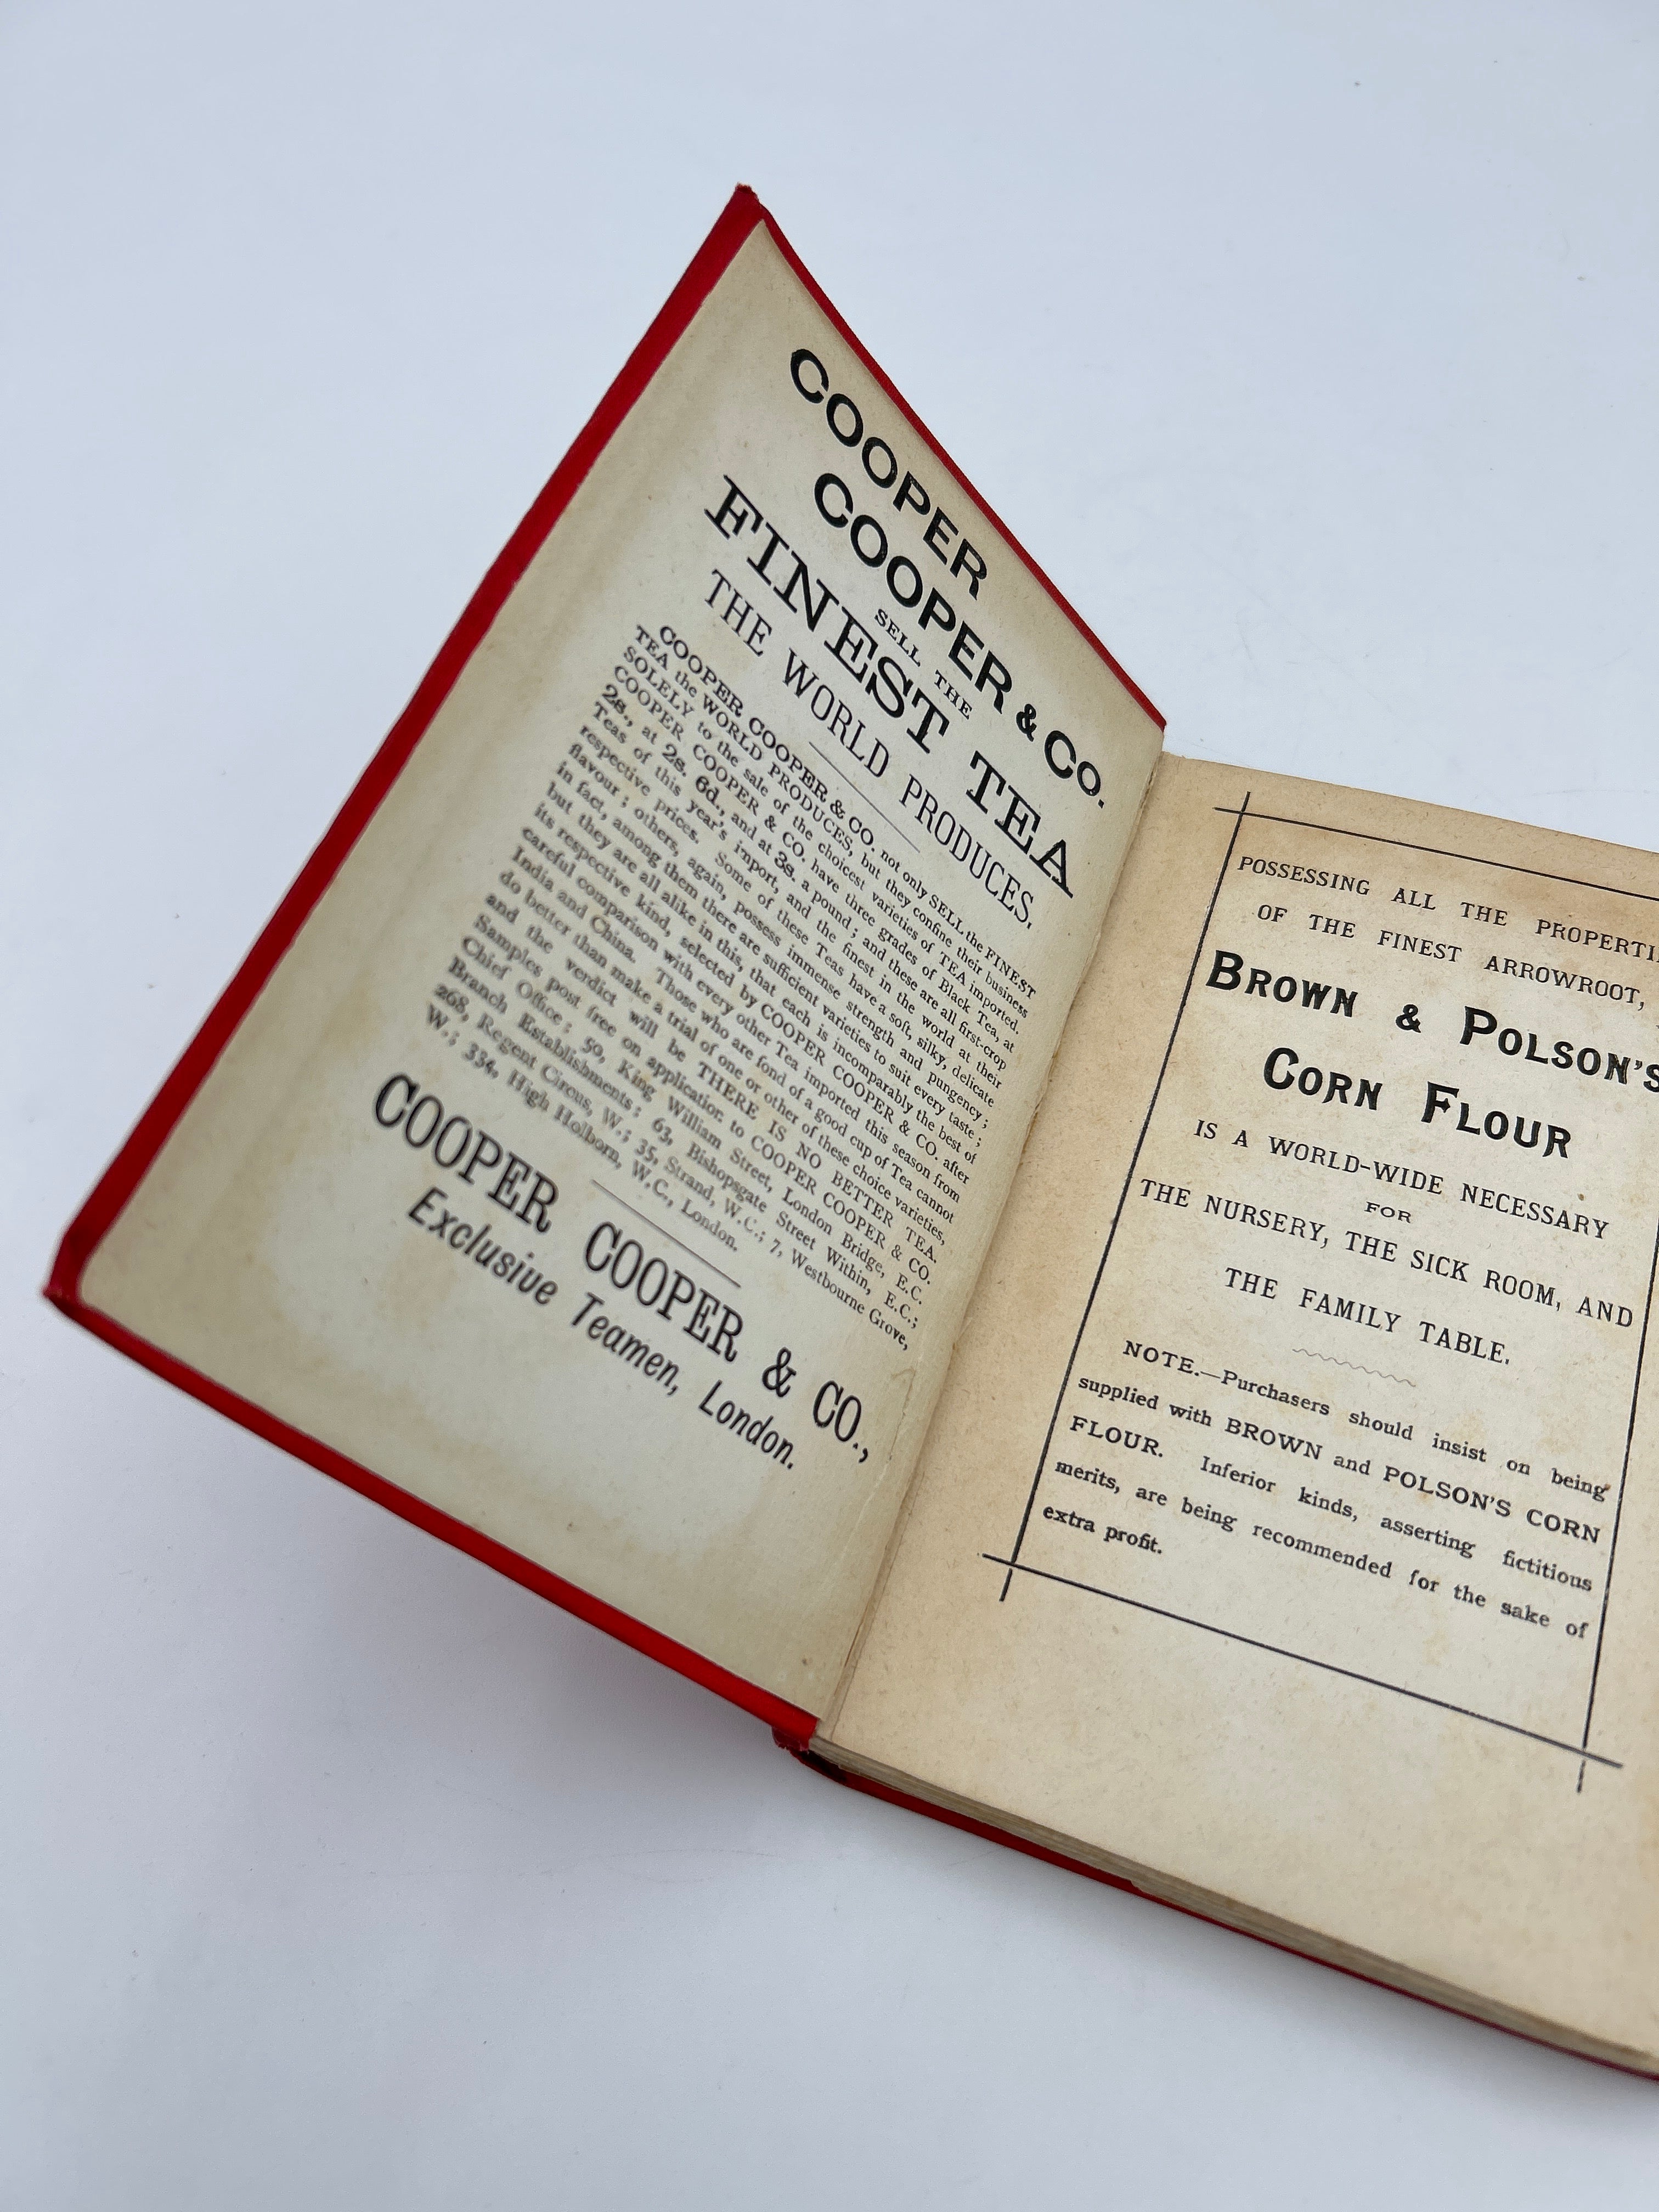 COOPER
COOPER & CO.
SELL THE
FINEST TEA
THE WORLD PRODUCES.
COOPER COOPER & CO. not only SELL the FINEST
TEA the WORLD PRODUCES, but they confine their business
SOLELY to the sale of the choicest varieties of TEA imported.
COOPER COOPER & CO. have three grades of Black Tea, at
2s., at 2s. 6d., and at 3s. a pound; and these are all first-crop
Teas of this year's import, and the finest in the world at their
respective prices. Some of these Teas have a soft, silky, delicate
flavour; others, again, possess immense strength and pungency;
in fact, among them there are sufficient varieties to suit every taste;
but they are all alike in this, that each is incomparably the best of
its respective kind, selected by COOPER COOPER & CO. after
careful comparison with every other Tea imported this season from
India and China. Those who are fond of a good cup of Tea cannot
do better than make a trial of one or other of these choice varieties,
and the verdict will be THERE IS NO BETTER TEA.
Samples post free on application to COOPER COOPER & CO.
Chief Office; 50, King William Street, London Bridge, E.C.
Branch Establishments; 63, Bishopsgate Street Within, E.C.;
268, Regent Circus, W.; 35, Strand, W.C.; 7, Westbourne Grove,
W.; 334, High Holborn, W.C., London.
COOPER COOPER & CO.,
Exclusive Teamen, London.
POSSESSING ALL THE PROPERTI
OF THE FINEST ARROWROOT,
BROWN & POLSON'S
CORN FLOUR
IS A WORLD-WIDE NECESSARY
FOR
THE NURSERY, THE SICK ROOM, AND
THE FAMILY TABLE.
NOTE.—Purchasers should insist on being
supplied with BROWN and POLSON'S CORN
FLOUR. Inferior kinds, asserting fictitious
merits, are being recommended for the sake of
extra profit.